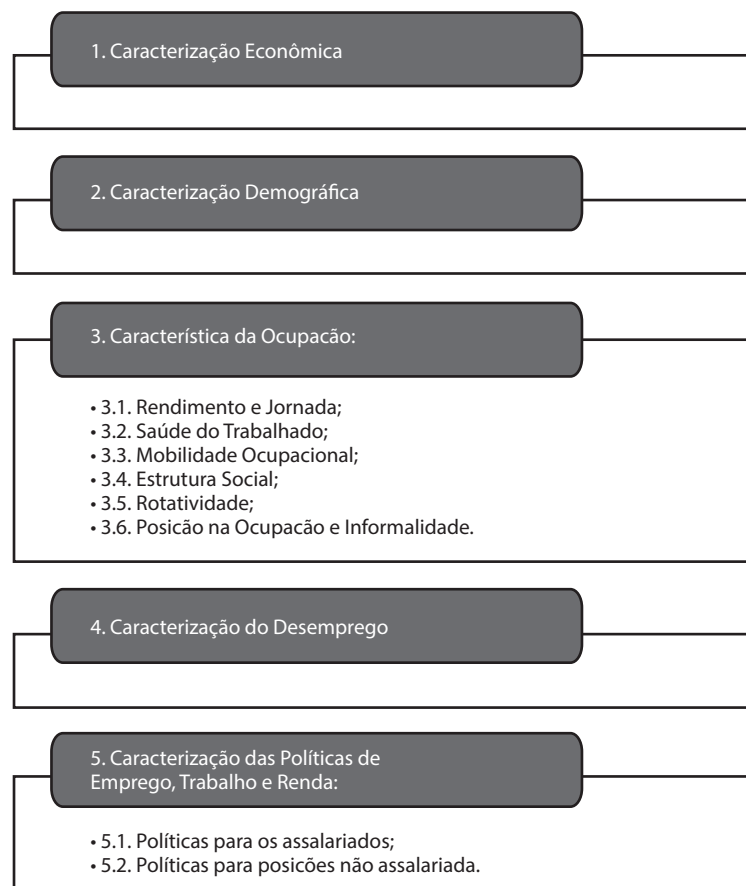 1. Caracterização Econômica
2. Caracterização Demográfica
3. Característica da Ocupacão:
• 3.1. Rendimento e Jornada;
• 3.2. Saúde do Trabalhado;
• 3.3. Mobilidade Ocupacional;
• 3.4. Estrutura Social;
• 3.5. Rotatividade;
• 3.6. Posicão na Ocupacão e Informalidade.
4. Caracterização do Desemprego
5. Caracterização das Políticas de
Emprego, Trabalho e Renda:
• 5.1. Políticas para os assalariados;
• 5.2. Políticas para posicões não assalariada.